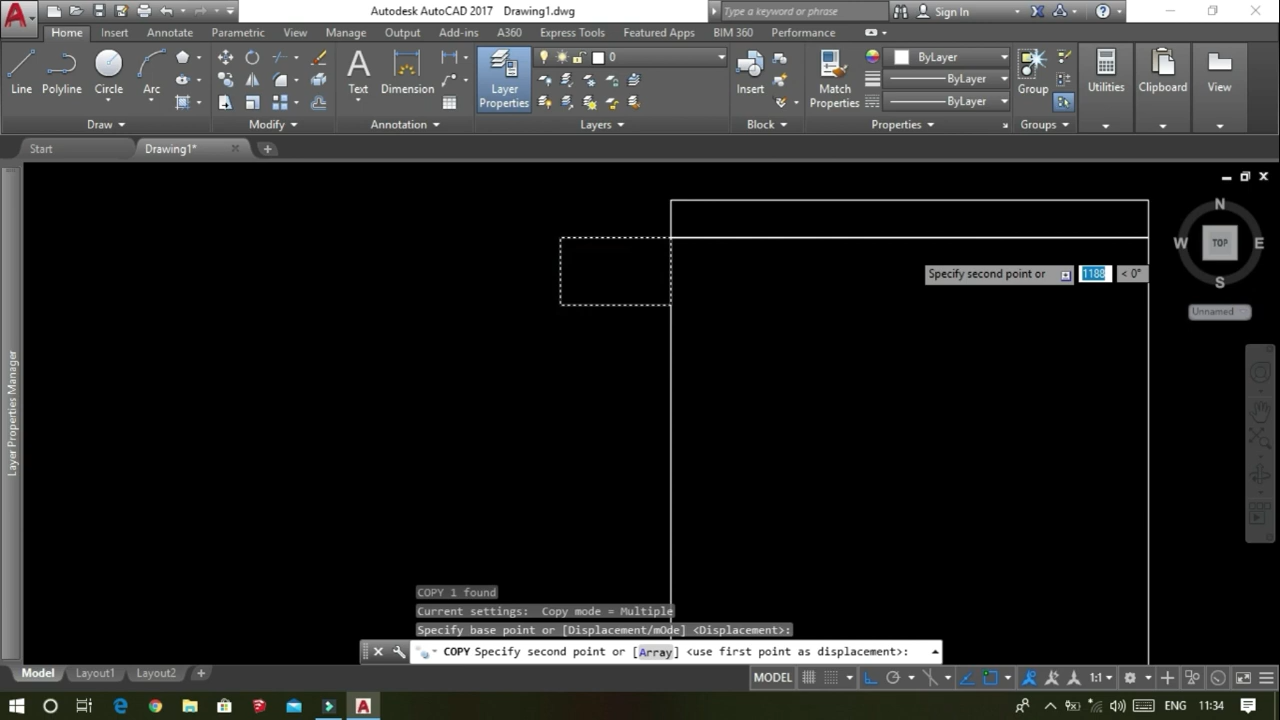 Autodesk AutoCAD 2017 Drawing1.dwg
Type a keyword or phrase
Sign In
Home Insert Annotate Parametric View Manage Output Add-ins A360 Express Tools Featured Apps BIM 360 Performance
Line Polyline Circle Arc
Text Dimension
Layer Properties
0
Insert
Match Properties
ByLayer
ByLayer
ByLayer
Group
Utilities
Clipboard
View
Draw Modify Annotation Layers Block Properties Groups
Start Drawing1*
N
W TOP E
S
Unnamed
Specify second point or 1188 < 0°
Layer Properties Manager
COPY 1 found
Current settords: Copy mode = Multiple
Specify base point or [Displacement/mOde] <Displacement>:
COPY Specify second point or [Array] <use first point as displacement>:
Model Layout1 Layout2 +
MODEL 1:1
ENG 11:34